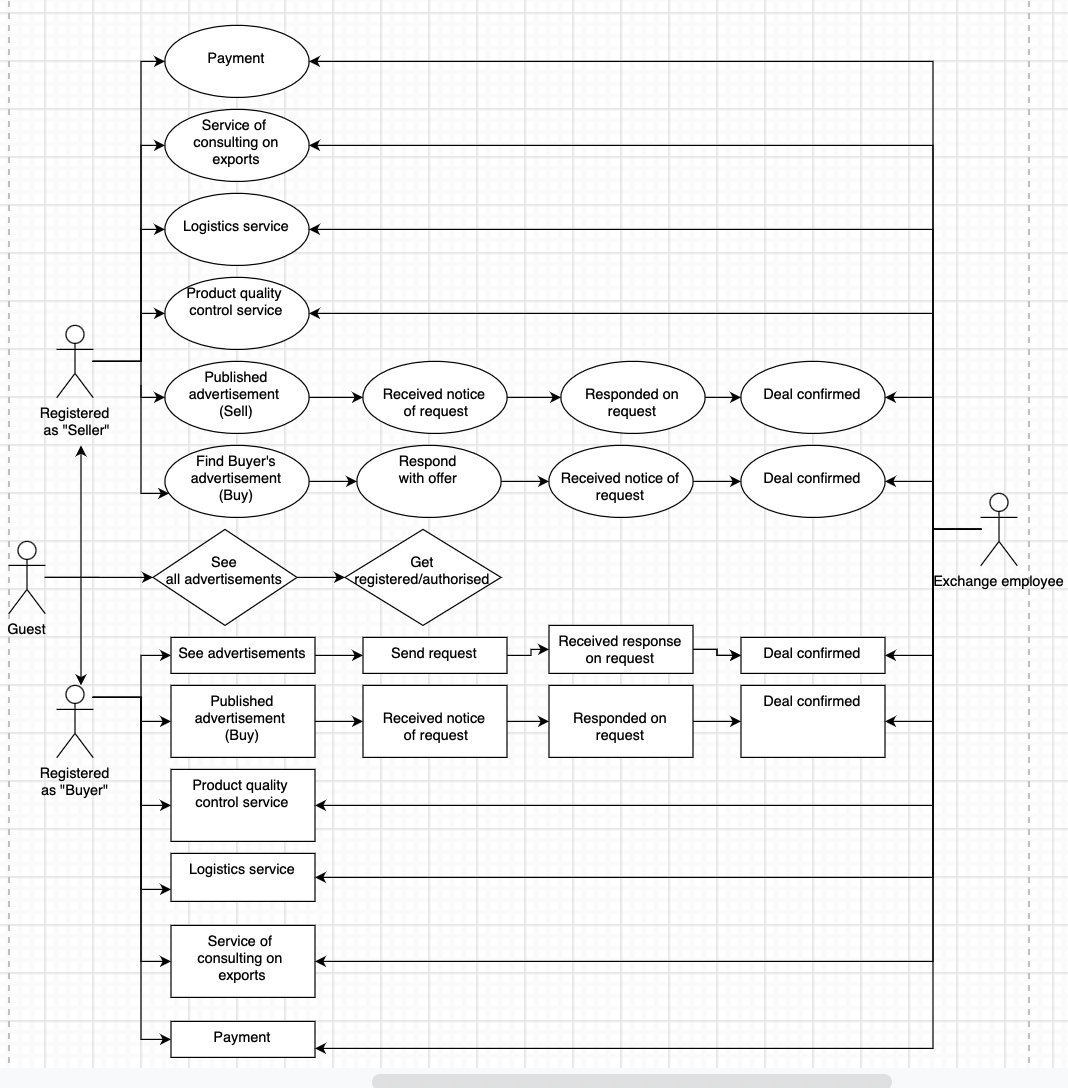 Payment
Service of
consulting on
exports
Logistics service
Product quality
control service
Registered
as "Seller"
Published
advertisement
(Sell)
Received notice
of request
Responded on
request
Deal confirmed
Find Buyer's
advertisement
(Buy)
Respond
with offer
Received notice of
request
Deal confirmed
Exchange employee
Guest
See
all advertisements
Get
registered/authorised
See advertisements
Send request
Received response
on request
Deal confirmed
Registered
as "Buyer"
Published
advertisement
(Buy)
Received notice
of request
Responded on
request
Deal confirmed
Product quality
control service
Logistics service
Service of
consulting on
exports
Payment